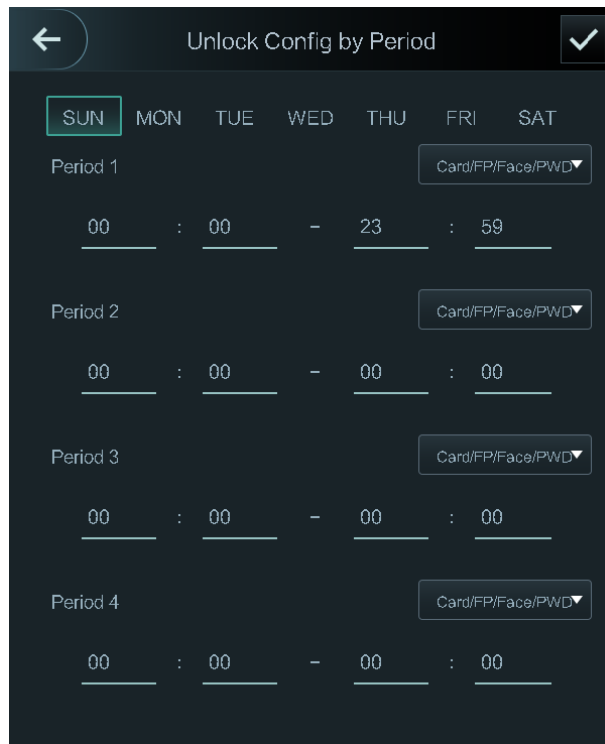 Unlock Config by Period
SUN MON TUE WED THU FRI SAT
Period 1 Card/FP/Face/PWD
00 : 00 - 23 : 59
Period 2 Card/FP/Face/PWD
00 : 00 - 00 : 00
Period 3 Card/FP/Face/PWD
00 : 00 - 00 : 00
Period 4 Card/FP/Face/PWD
00 : 00 - 00 : 00